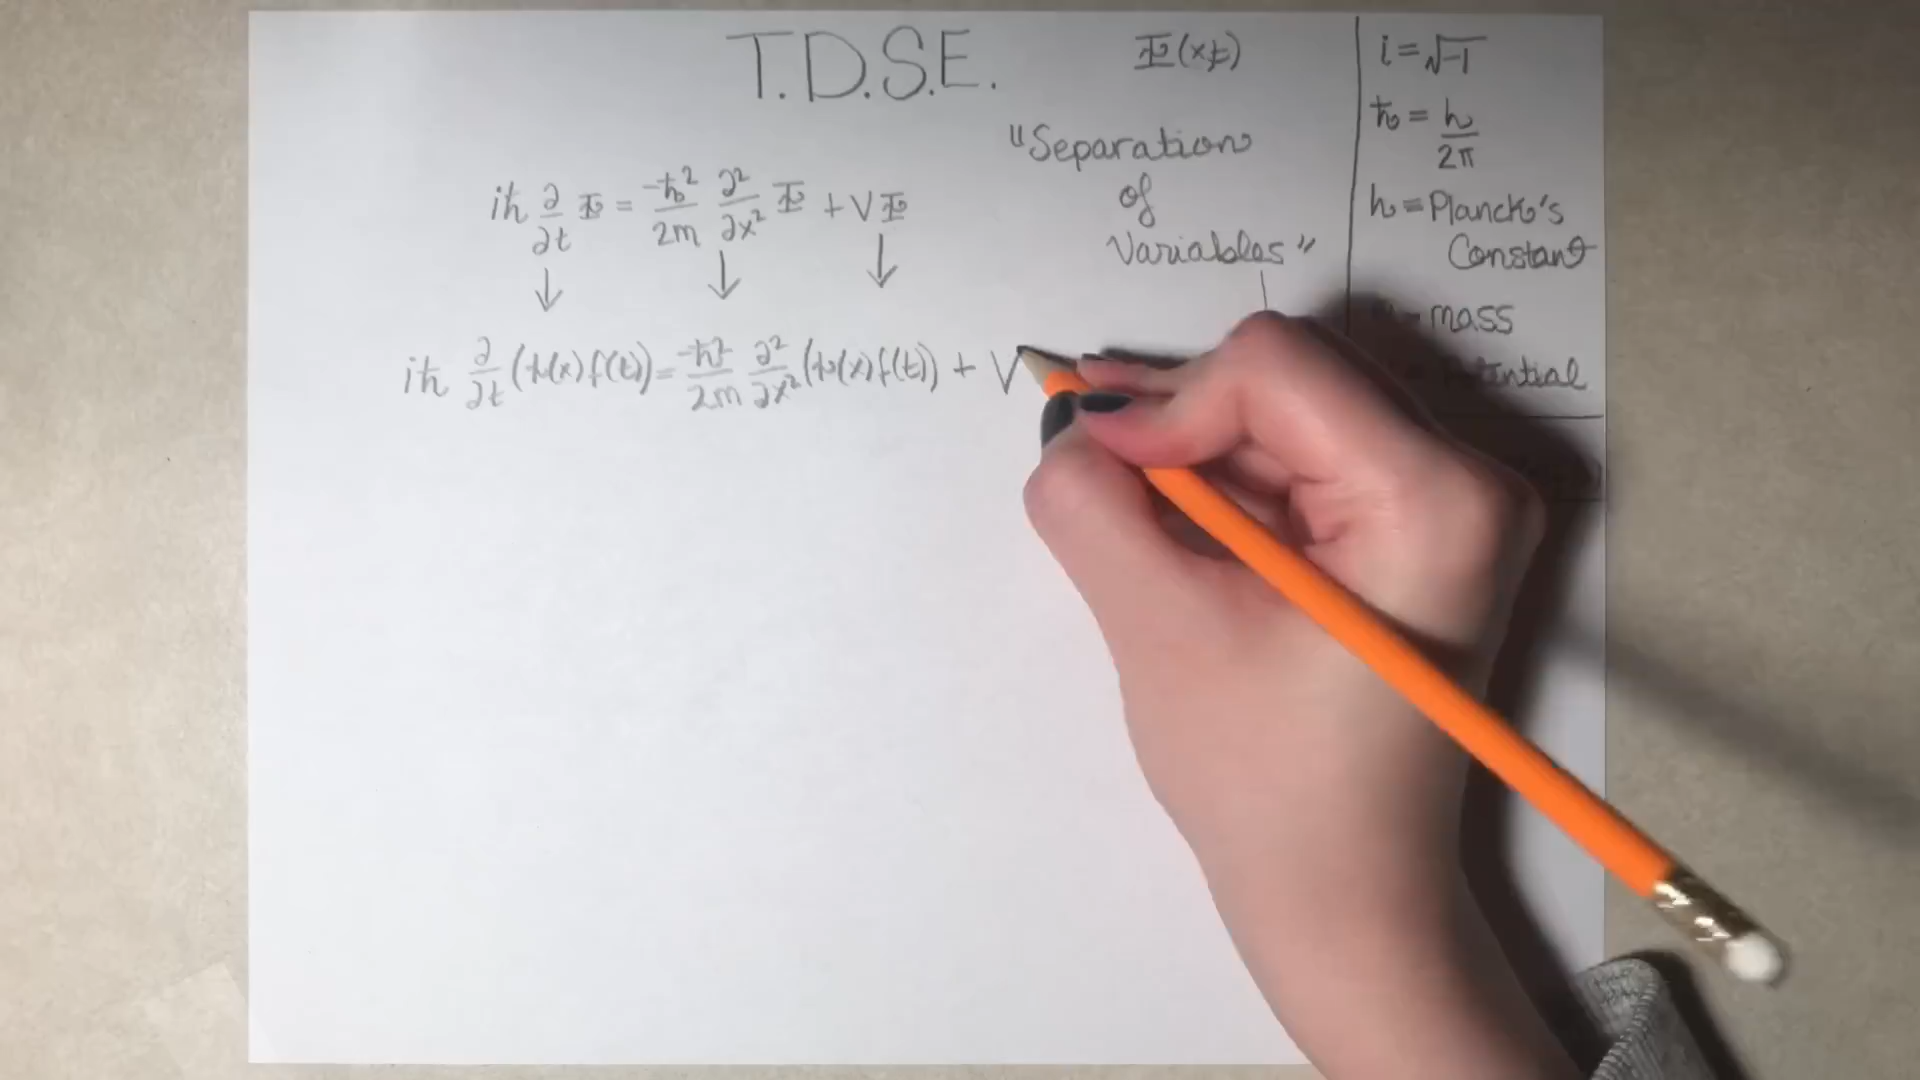 T.D.S.E.
Ψ(x,t)
"Separation
of
Variables"
iħ ∂/∂t Ψ = -ħ²/2m ∂²/∂x² Ψ + VΨ
↓ ↓ ↓
iħ ∂/∂t (ψ(x)f(t)) = -ħ²/2m ∂²/∂x² (ψ(x)f(t)) + V
i = √-1
ħ = h/2π
h = Planck's
Constant
mass